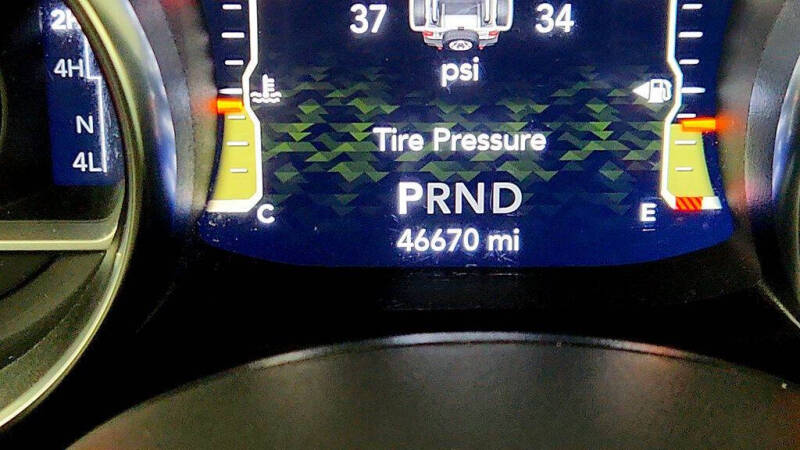 2H
4H
N
4L
37 34
psi
Tire Pressure
PRND
C E
46670 mi